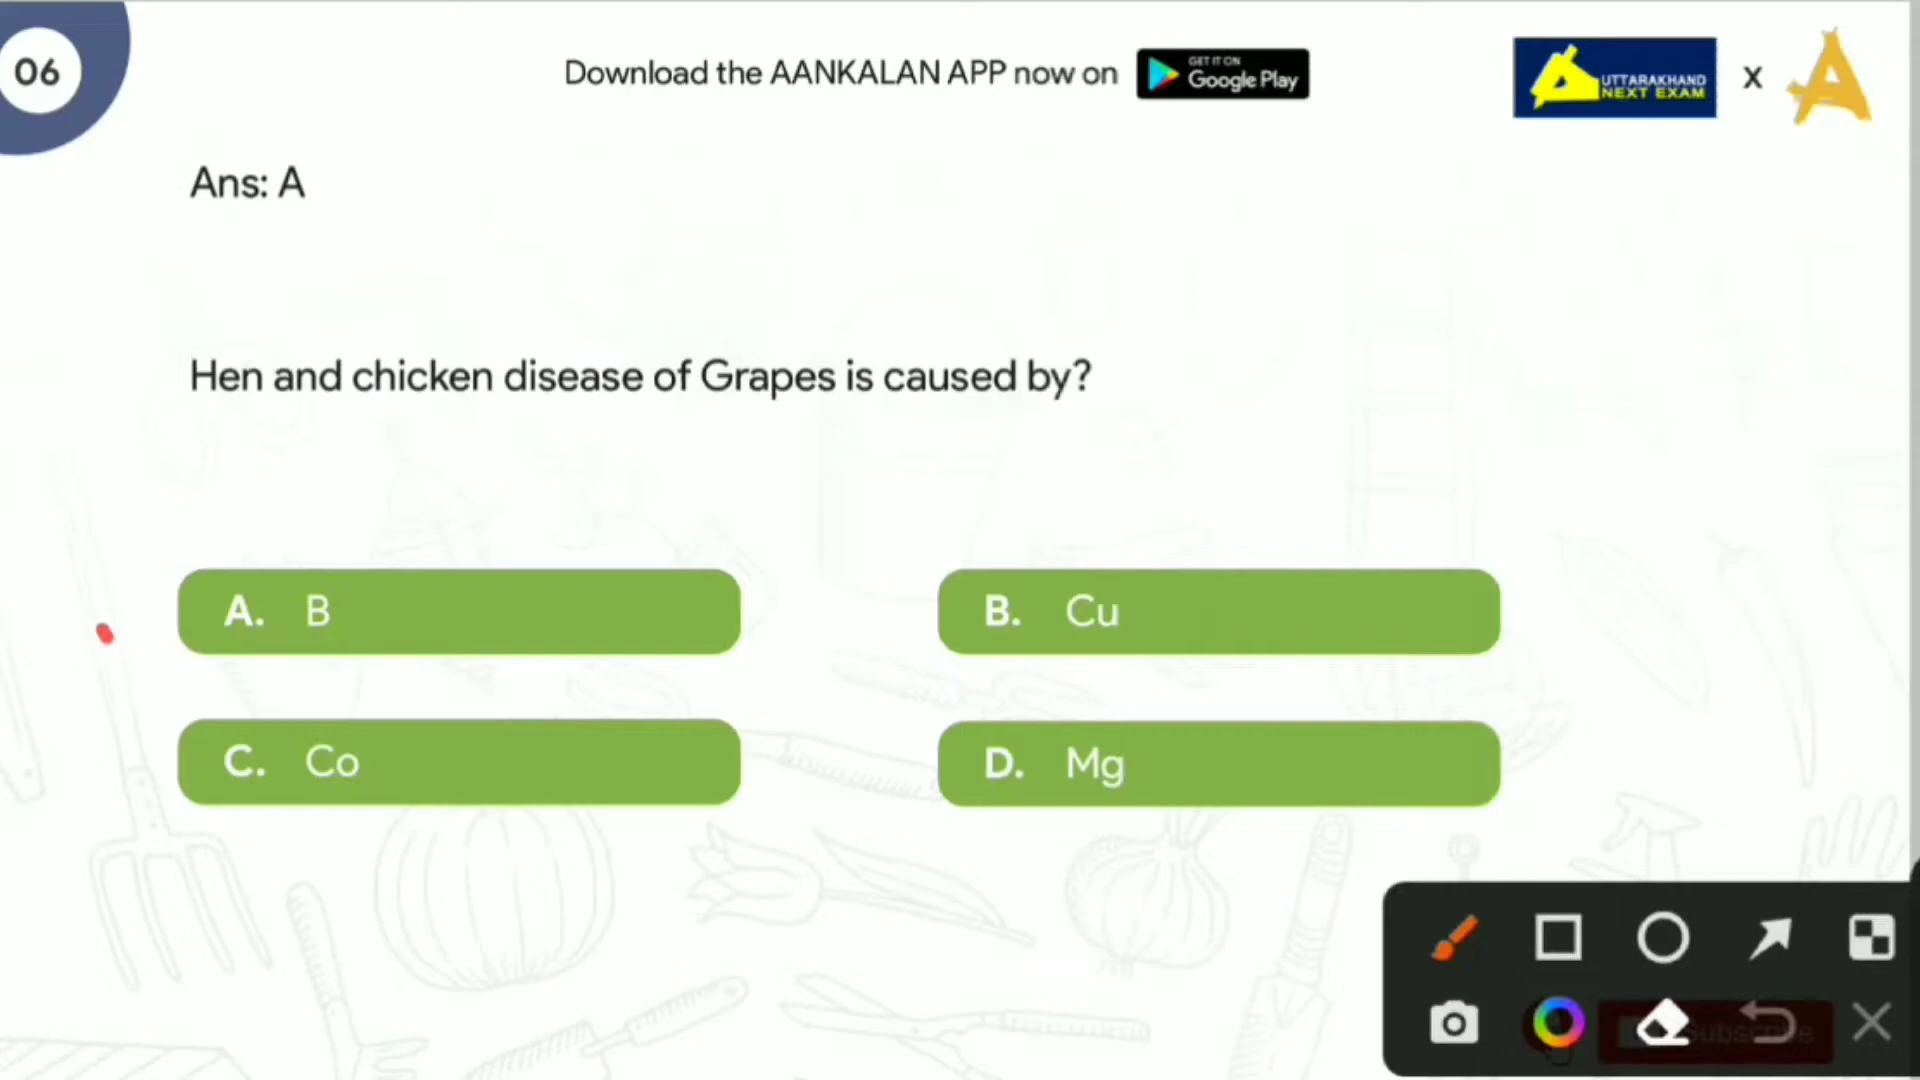 06
Download the AANKALAN APP now on
GET IT ON
Google Play
UTTARAKHAND
NEXT EXAM
X
Ans: A
Hen and chicken disease of Grapes is caused by?
A. B
B. Cu
C. Co
D. Mg
Subscribe